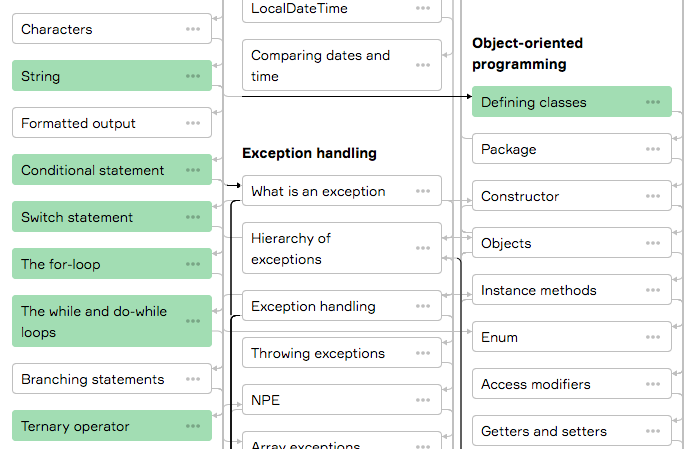 Characters
String
Formatted output
Conditional statement
Switch statement
The for-loop
The while and do-while
loops
Branching statements
Ternary operator
LocalDateTime
Comparing dates and
time
Exception handling
What is an exception
Hierarchy of
exceptions
Exception handling
Throwing exceptions
NPE
Array exceptions
Object-oriented
programming
Defining classes
Package
Constructor
Objects
Instance methods
Enum
Access modifiers
Getters and setters